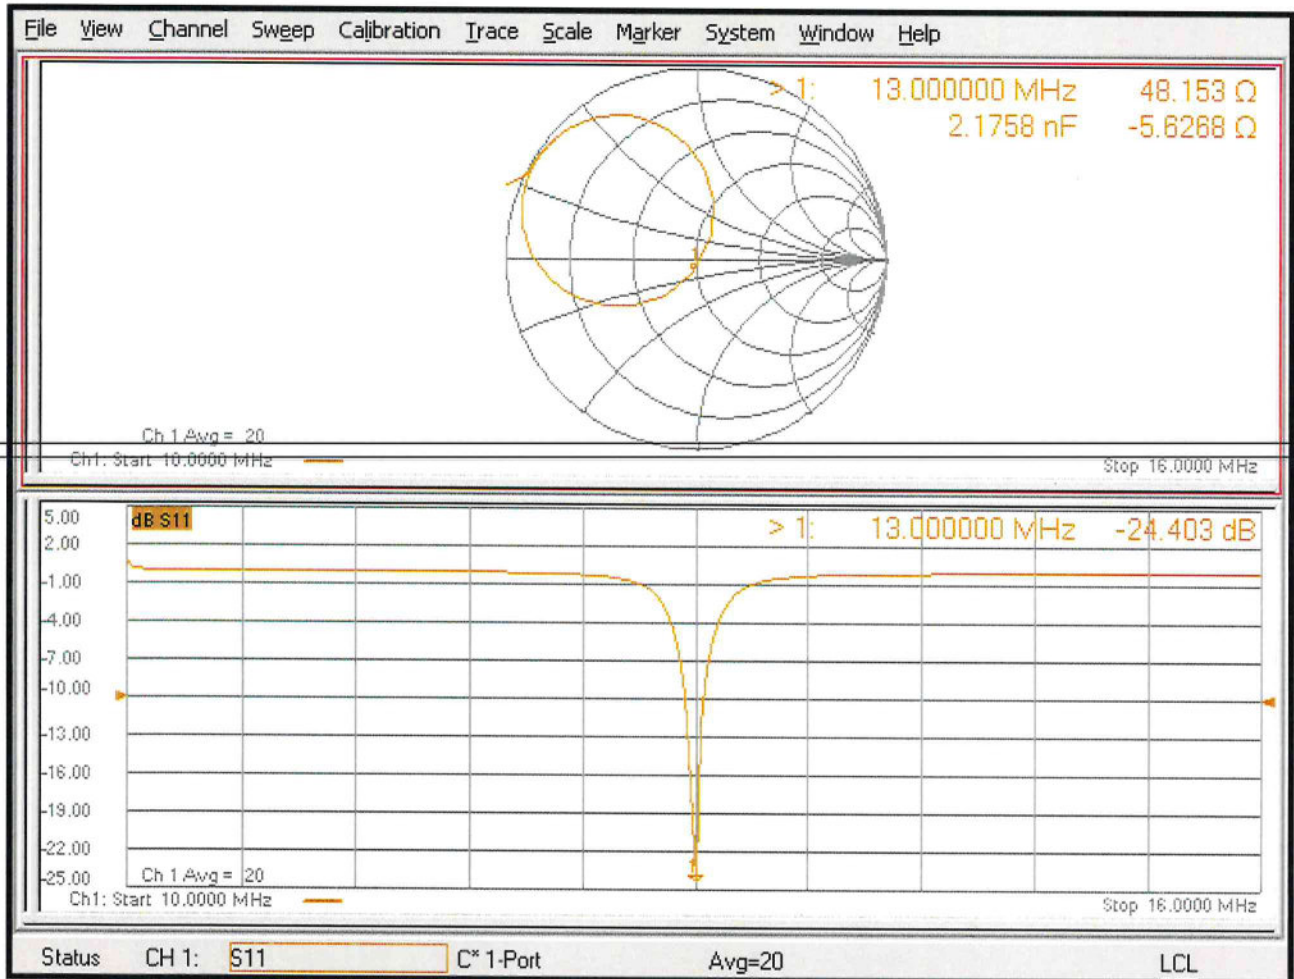 File View Channel Sweep Calibration Trace Scale Marker System Window Help
> 1: 13.000000 MHz 48.153 Ω
2.1758 nF -5.6268 Ω
1
Ch 1 Avg = 20
Ch1: Start 10.0000 MHz
Stop 16.0000 MHz
5.00
dB S11
> 1: 13.000000 MHz -24.403 dB
2.00
-1.00
-4.00
-7.00
-10.00
-13.00
-16.00
-19.00
-22.00
1
-25.00
Ch 1 Avg = 20
Ch1: Start 10.0000 MHz
Stop 16.0000 MHz
Status CH 1: S11 C* 1-Port Avg=20 LCL